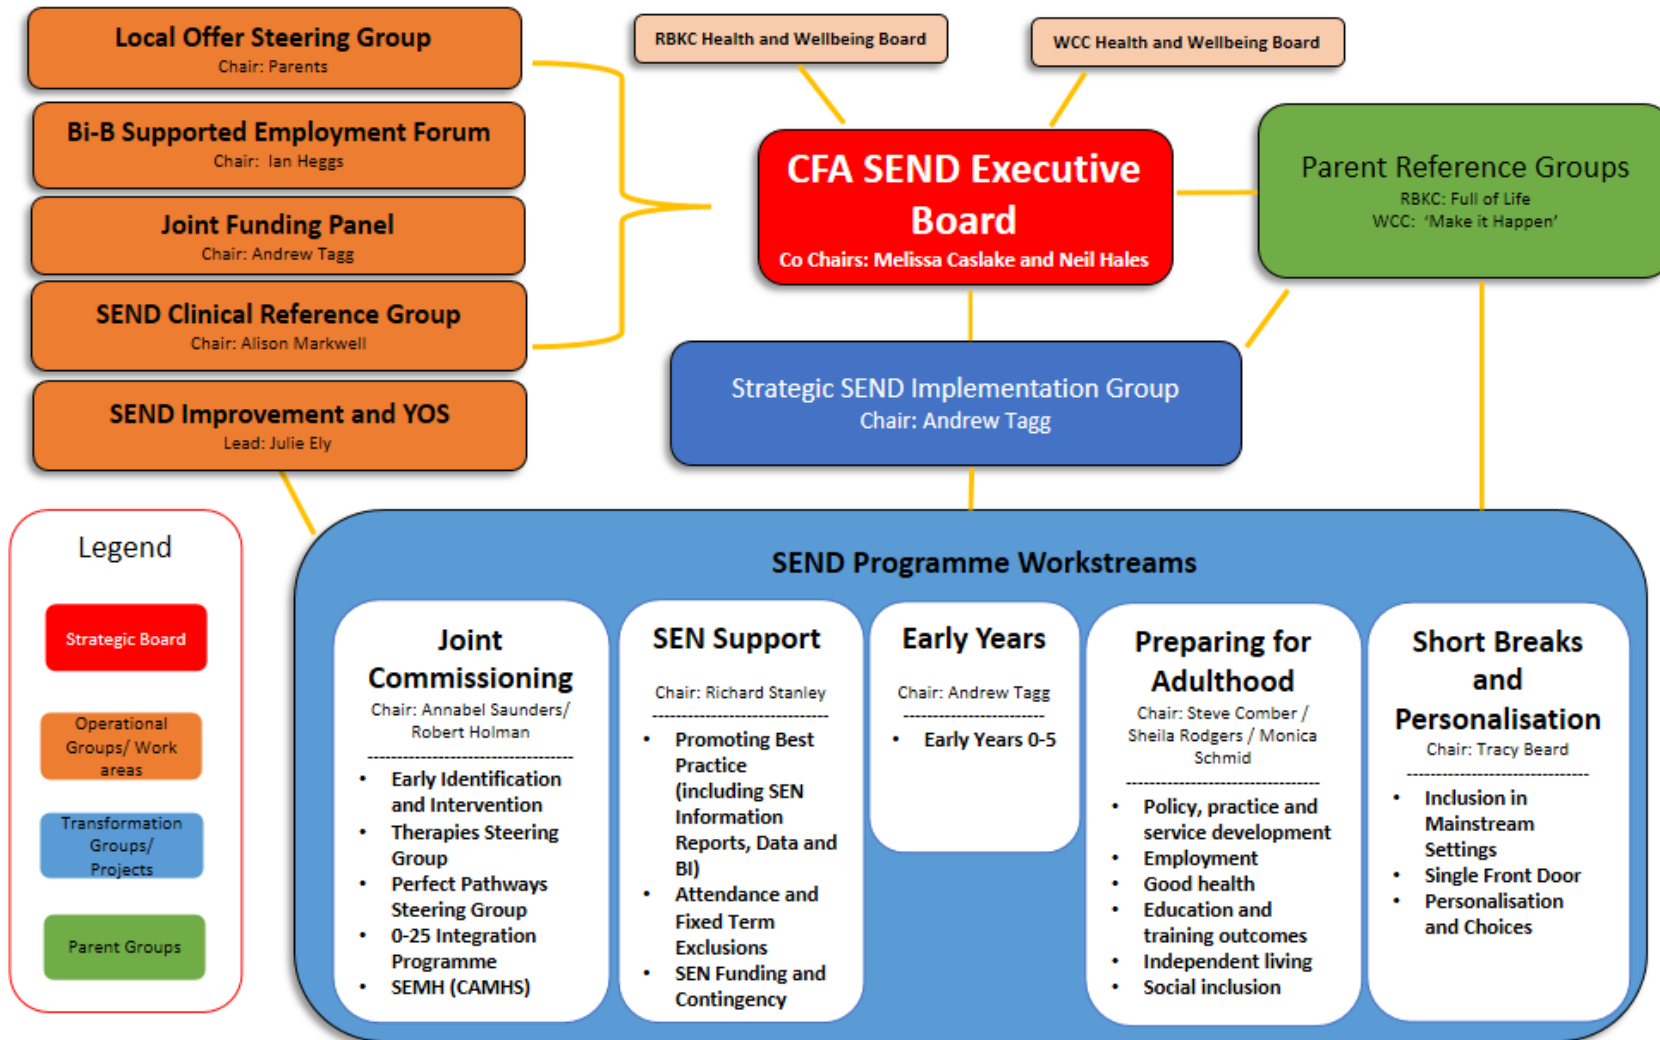 Local Offer Steering Group
Chair: Parents
Bi-B Supported Employment Forum
Chair: Ian Heggs
Joint Funding Panel
Chair: Andrew Tagg
SEND Clinical Reference Group
Chair: Alison Markwell
SEND Improvement and YOS
Lead: Julie Ely
RBKC Health and Wellbeing Board
WCC Health and Wellbeing Board
CFA SEND Executive
Board
Co Chairs: Melissa Caslake and Neil Hales
Parent Reference Groups
RBKC: Full of Life
WCC: ‘Make it Happen’
Strategic SEND Implementation Group
Chair: Andrew Tagg
Legend
Strategic Board
Operational
Groups/ Work
areas
Transformation
Groups/
Projects
Parent Groups
SEND Programme Workstreams
Joint
Commissioning
Chair: Annabel Saunders/
Robert Holman
----------------------------------
• Early Identification
and Intervention
• Therapies Steering
Group
• Perfect Pathways
Steering Group
• 0-25 Integration
Programme
• SEMH (CAMHS)
SEN Support
Chair: Richard Stanley
-----------------------------
• Promoting Best
Practice
(including SEN
Information
Reports, Data and
BI)
• Attendance and
Fixed Term
Exclusions
• SEN Funding and
Contingency
Early Years
Chair: Andrew Tagg
-----------------------
• Early Years 0-5
Preparing for
Adulthood
Chair: Steve Comber /
Sheila Rodgers / Monica
Schmid
-------------------------------
• Policy, practice and
service development
• Employment
• Good health
• Education and
training outcomes
• Independent living
• Social inclusion
Short Breaks
and
Personalisation
Chair: Tracy Beard
------------------------------
• Inclusion in
Mainstream
Settings
• Single Front Door
• Personalisation
and Choices